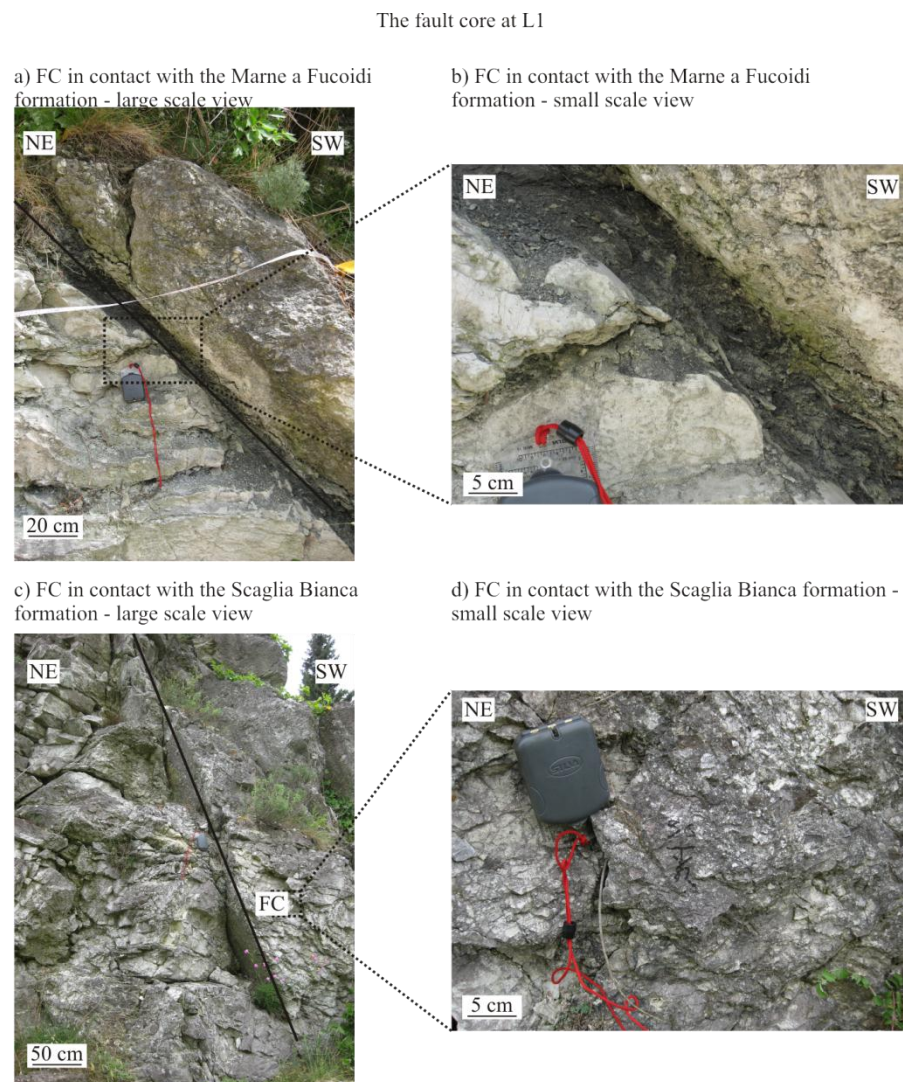 The fault core at L1
a) FC in contact with the Marne a Fucoidi
formation - large scale view
b) FC in contact with the Marne a Fucoidi
formation - small scale view
NE
SW
20 cm
NE
SW
5 cm
c) FC in contact with the Scaglia Bianca
formation - large scale view
d) FC in contact with the Scaglia Bianca formation -
small scale view
NE
SW
FC
50 cm
NE
SW
5 cm